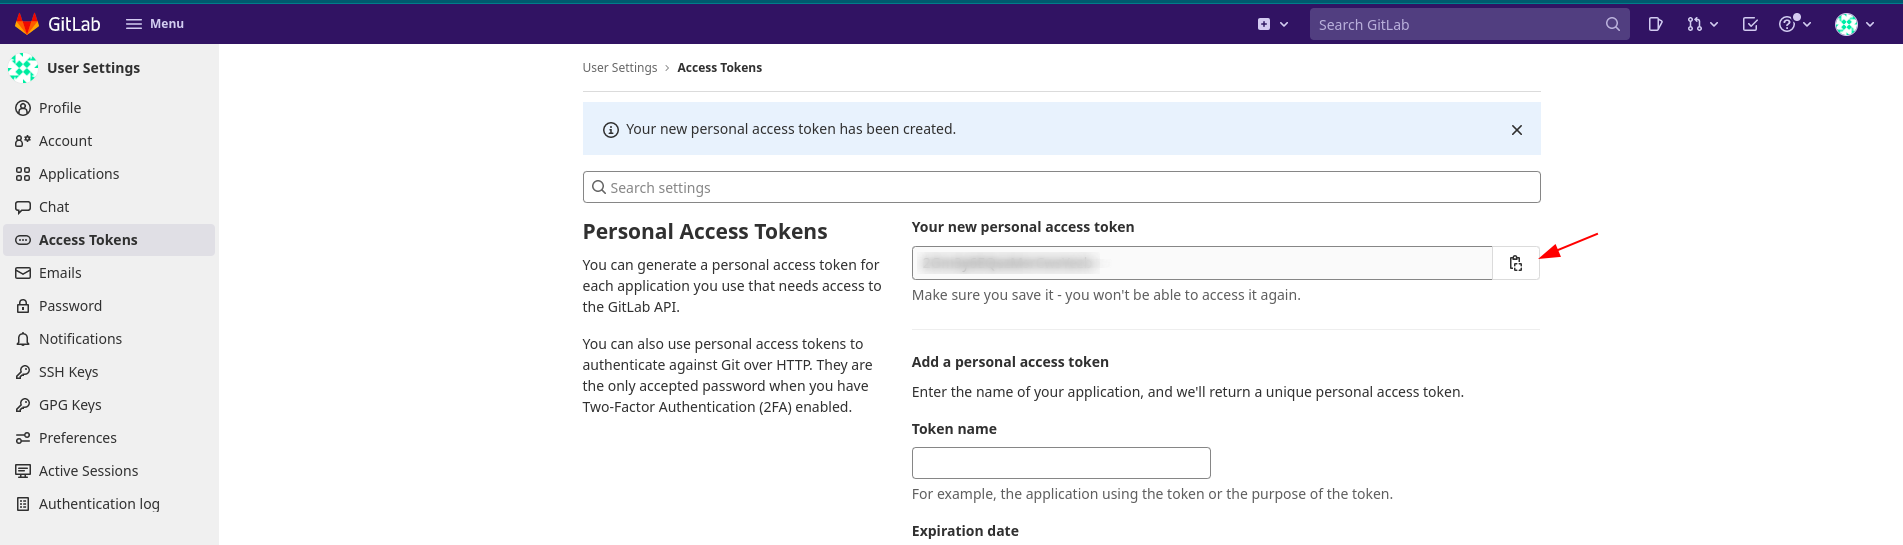 GitLab
Menu
Search GitLab
User Settings
Profile
Account
Applications
Chat
Access Tokens
Emails
Password
Notifications
SSH Keys
GPG Keys
Preferences
Active Sessions
Authentication log
User Settings › Access Tokens
Your new personal access token has been created.
Search settings
Personal Access Tokens
You can generate a personal access token for
each application you use that needs access to
the GitLab API.
You can also use personal access tokens to
authenticate against Git over HTTP. They are
the only accepted password when you have
Two-Factor Authentication (2FA) enabled.
Your new personal access token
Make sure you save it - you won't be able to access it again.
Add a personal access token
Enter the name of your application, and we'll return a unique personal access token.
Token name
For example, the application using the token or the purpose of the token.
Expiration date